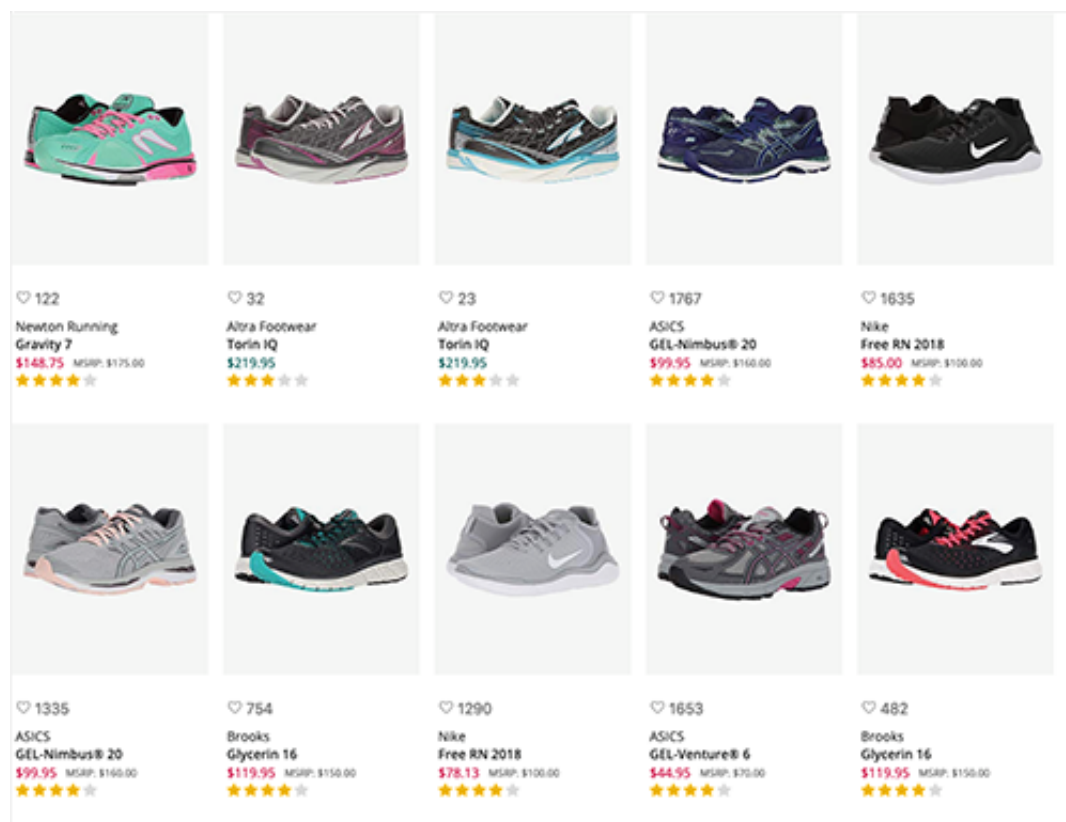 122
Newton Running
Gravity 7
$148.75 MSRP: $175.00
32
Altra Footwear
Torin IQ
$219.95
23
Altra Footwear
Torin IQ
$219.95
1767
ASICS
GEL-Nimbus® 20
$99.95 MSRP: $160.00
1635
Nike
Free RN 2018
$85.00 MSRP: $100.00
1335
ASICS
GEL-Nimbus® 20
$99.95 MSRP: $160.00
754
Brooks
Glycerin 16
$119.95 MSRP: $150.00
1290
Nike
Free RN 2018
$78.13 MSRP: $100.00
1653
ASICS
GEL-Venture® 6
$44.95 MSRP: $70.00
482
Brooks
Glycerin 16
$119.95 MSRP: $150.00